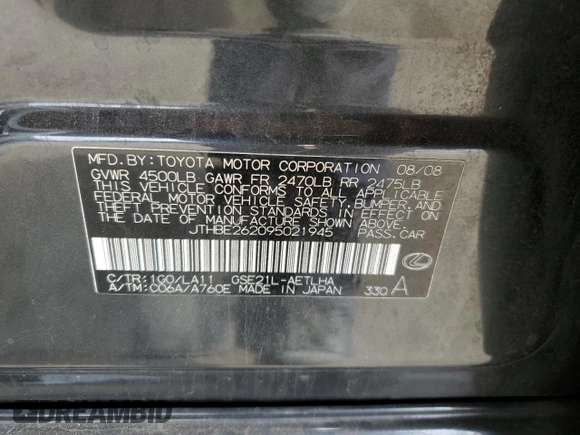 MFD.BY:TOYOTA MOTOR CORPORATION 08/08
GVWR 4500LB GAWR FR 2470LB RR 2475LB
THIS VEHICLE CONFORMS TO ALL APPLICABLE
FEDERAL MOTOR VEHICLE SAFETY, BUMPER, AND
THEFT PREVENTION STANDARDS IN EFFECT ON
THE DATE OF MANUFACTURE SHOWN ABOVE.
JTHBE262095021945 PASS.CAR
C/TR:1G0/LA11 GSE21L-AETLHA
A/TM:C06A/A760E MADE IN JAPAN 330 A
DREAMBID